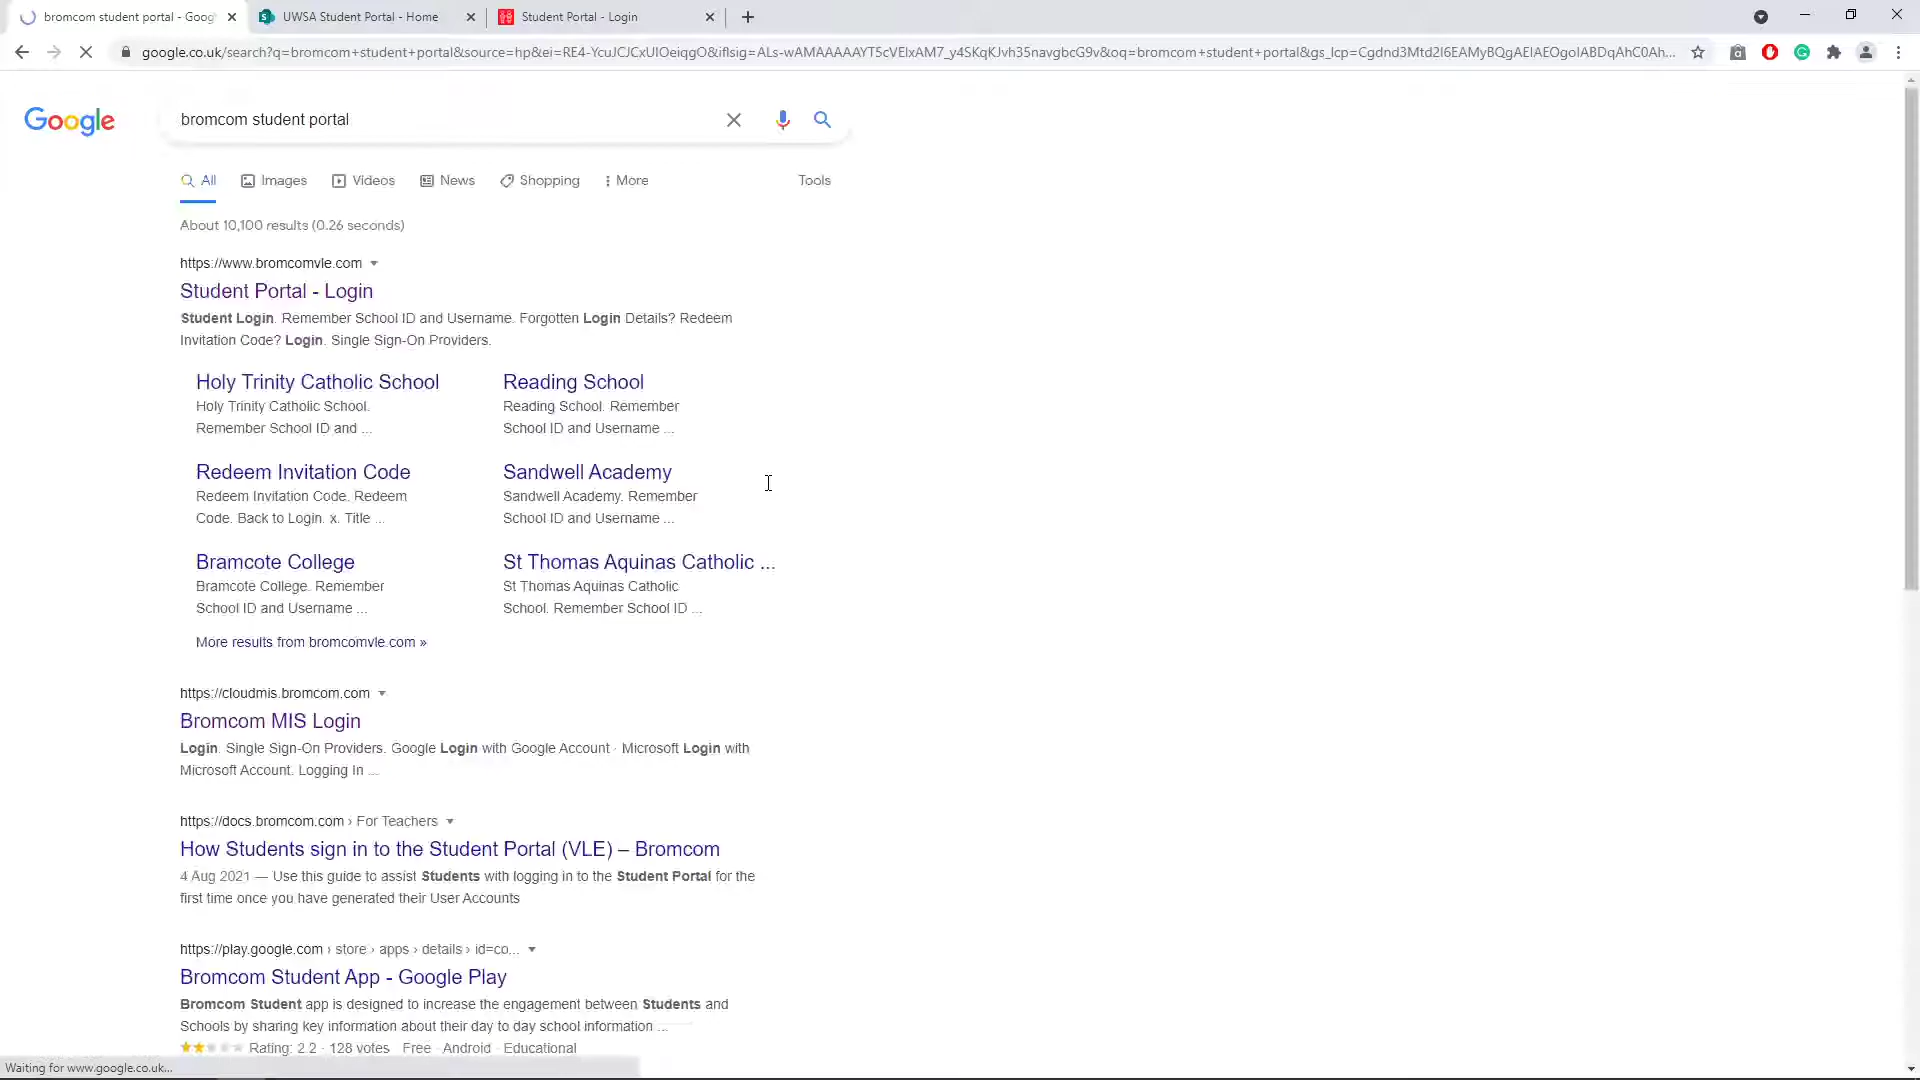 bromcom student portal - Goog
UWSA Student Portal - Home
Student Portal - Login
google.co.uk/search?q=bromcom+student+portal&source=hp&ei=RE4-YcuJCJCxUIOeiqgO&iflsig=ALs-wAMAAAAAYT5cVElxAM7_y4SKqKJvh35navgbcG9v&oq=bromcom+student+portal&gs_lcp=Cgdnd3Mtd2l6EAMyBQgAEIAEOgoIABDqAhC0Ah...
Google
bromcom student portal
All
Images
Videos
News
Shopping
More
Tools
About 10,100 results (0.26 seconds)
https://www.bromcomvle.com
Student Portal - Login
Student Login. Remember School ID and Username. Forgotten Login Details? Redeem
Invitation Code? Login. Single Sign-On Providers.
Holy Trinity Catholic School
Holy Trinity Catholic School.
Remember School ID and ...
Reading School
Reading School. Remember
School ID and Username ...
Redeem Invitation Code
Redeem Invitation Code. Redeem
Code. Back to Login. x. Title ...
Sandwell Academy
Sandwell Academy. Remember
School ID and Username ...
Bramcote College
Bramcote College. Remember
School ID and Username ...
St Thomas Aquinas Catholic ...
St Thomas Aquinas Catholic
School. Remember School ID ...
More results from bromcomvle.com »
https://cloudmis.bromcom.com
Bromcom MIS Login
Login. Single Sign-On Providers. Google Login with Google Account · Microsoft Login with
Microsoft Account. Logging In ...
https://docs.bromcom.com › For Teachers
How Students sign in to the Student Portal (VLE) – Bromcom
4 Aug 2021 — Use this guide to assist Students with logging in to the Student Portal for the
first time once you have generated their User Accounts
https://play.google.com › store › apps › details › id=co...
Bromcom Student App - Google Play
Bromcom Student app is designed to increase the engagement between Students and
Schools by sharing key information about their day to day school information ...
Rating: 2.2 · 128 votes · Free · Android · Educational
Waiting for www.google.co.uk...